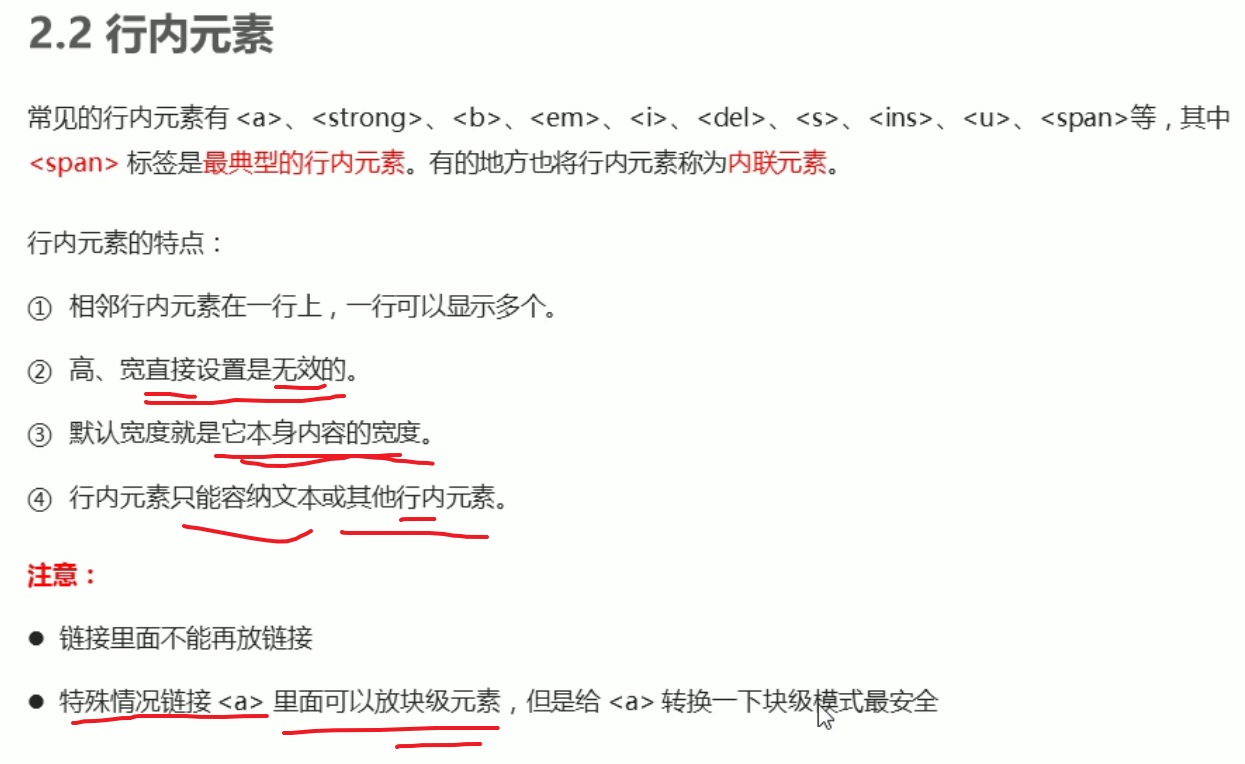 2.2 行内元素
常见的行内元素有 <a>、<strong>、<b>、<em>、<i>、<del>、<s>、<ins>、<u>、<span>等，其中
<span> 标签是最典型的行内元素。有的地方也将行内元素称为内联元素。
行内元素的特点：
① 相邻行内元素在一行上，一行可以显示多个。
② 高、宽直接设置是无效的。
③ 默认宽度就是它本身内容的宽度。
④ 行内元素只能容纳文本或其他行内元素。
注意：
● 链接里面不能再放链接
● 特殊情况链接 <a> 里面可以放块级元素，但是给 <a> 转换一下块级模式最安全